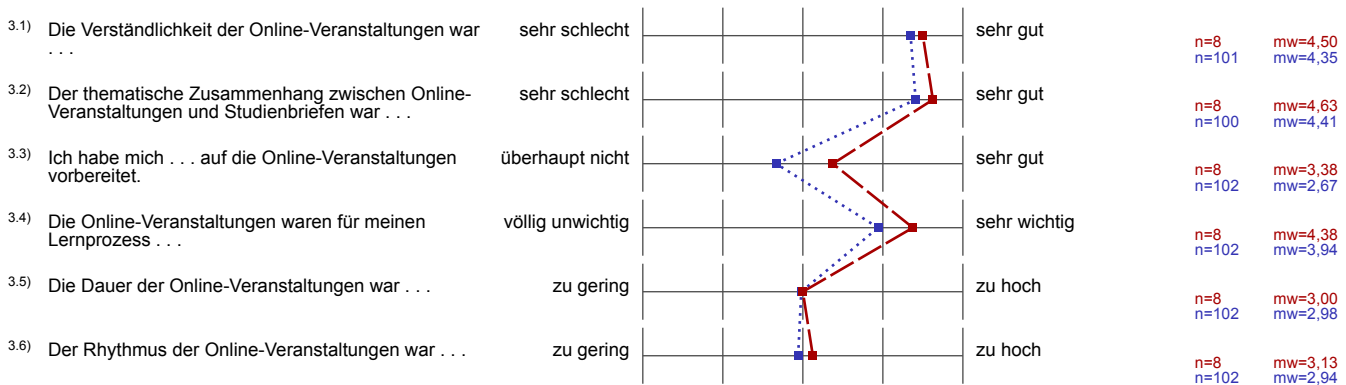 3.1) Die Verständlichkeit der Online-Veranstaltungen war sehr schlecht sehr gut
. . .
n=8 mw=4,50
n=101 mw=4,35
3.2) Der thematische Zusammenhang zwischen Online- sehr schlecht sehr gut
Veranstaltungen und Studienbriefen war . . .
n=8 mw=4,63
n=100 mw=4,41
3.3) Ich habe mich . . . auf die Online-Veranstaltungen überhaupt nicht sehr gut
vorbereitet.
n=8 mw=3,38
n=102 mw=2,67
3.4) Die Online-Veranstaltungen waren für meinen völlig unwichtig sehr wichtig
Lernprozess . . .
n=8 mw=4,38
n=102 mw=3,94
3.5) Die Dauer der Online-Veranstaltungen war . . . zu gering zu hoch
n=8 mw=3,00
n=102 mw=2,98
3.6) Der Rhythmus der Online-Veranstaltungen war . . . zu gering zu hoch
n=8 mw=3,13
n=102 mw=2,94